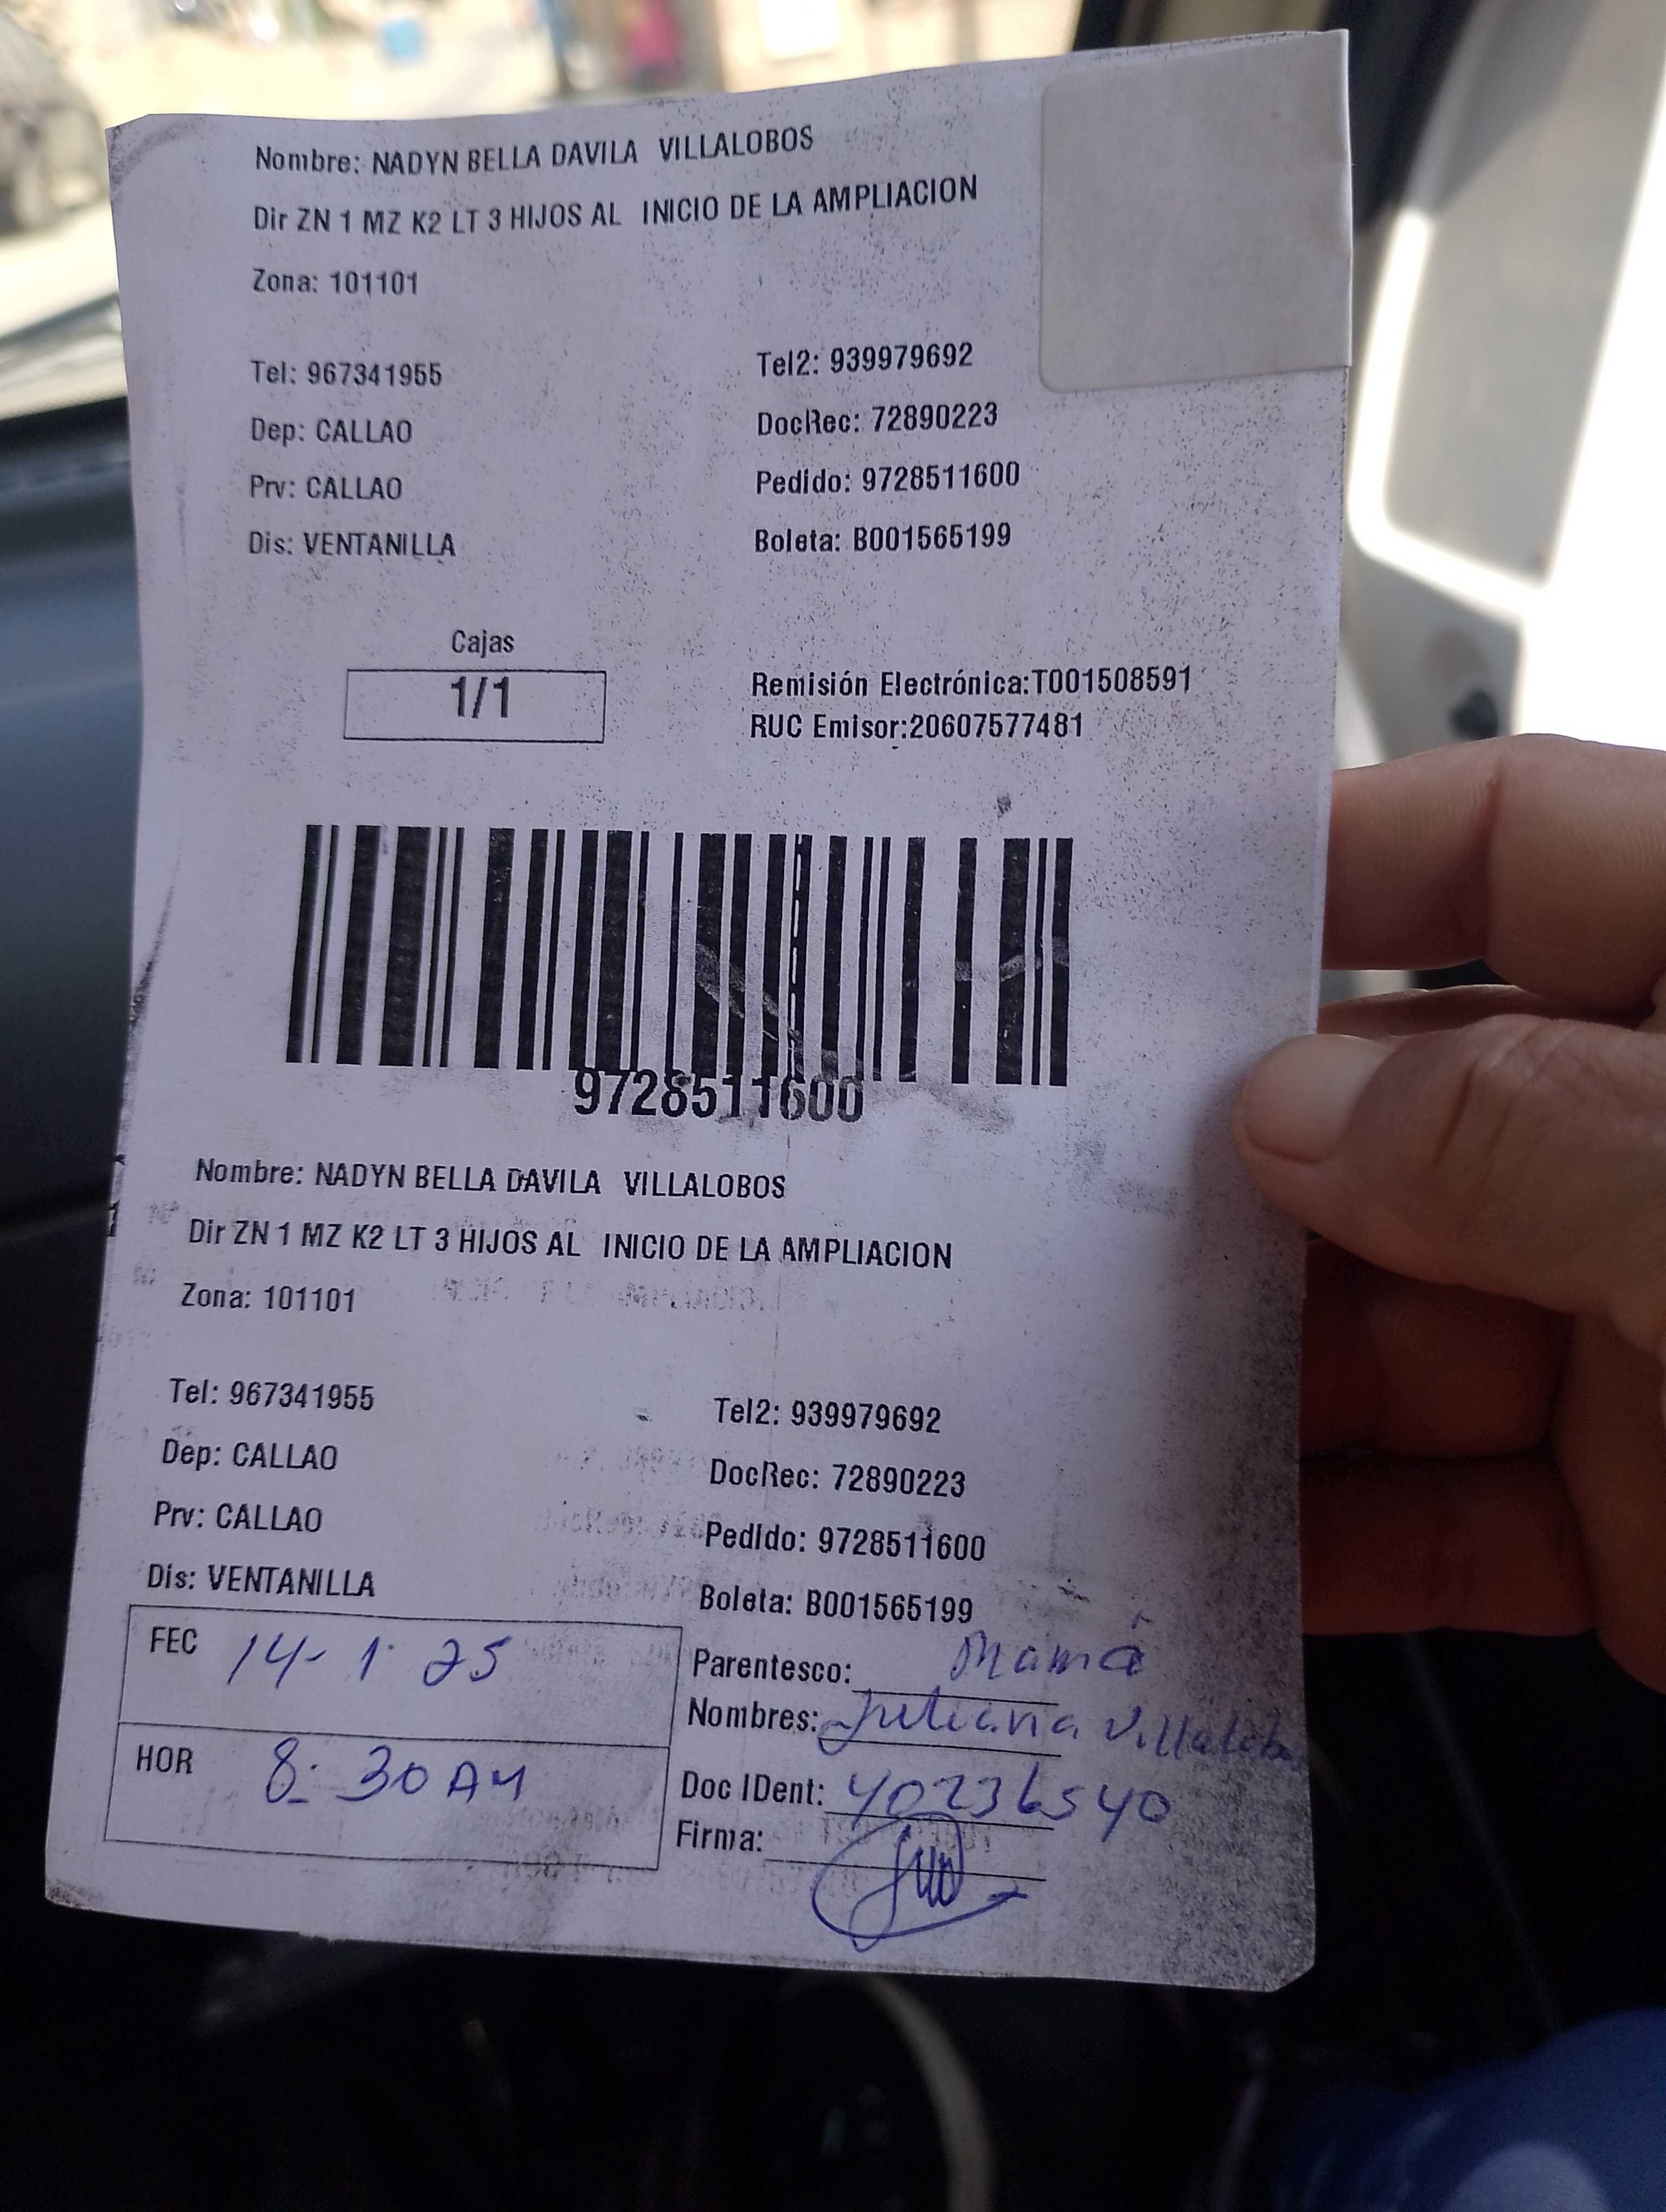 Nombre: NADYN BELLA DAVILA VILLALOBOS
Dir ZN 1 MZ K2 LT 3 HIJOS AL INICIO DE LA AMPLIACION
Zona: 101101
Tel: 967341955 Tel2: 939979692
Dep: CALLAO DocRec: 72890223
Prv: CALLAO Pedido: 9728511600
Dis: VENTANILLA Boleta: B001565199
Cajas
1/1
Remisión Electrónica:T001508591
RUC Emisor:20607577481
9728511600
Nombre: NADYN BELLA DAVILA VILLALOBOS
Dir ZN 1 MZ K2 LT 3 HIJOS AL INICIO DE LA AMPLIACION
Zona: 101101
Tel: 967341955 Tel2: 939979692
Dep: CALLAO DocRec: 72890223
Prv: CALLAO Pedido: 9728511600
Dis: VENTANILLA Boleta: B001565199
FEC 14-1-25
HOR 8:30 AM
Parentesco: Mamá
Nombres: Juliana Villalobos
Doc IDent: 40236540
Firma: